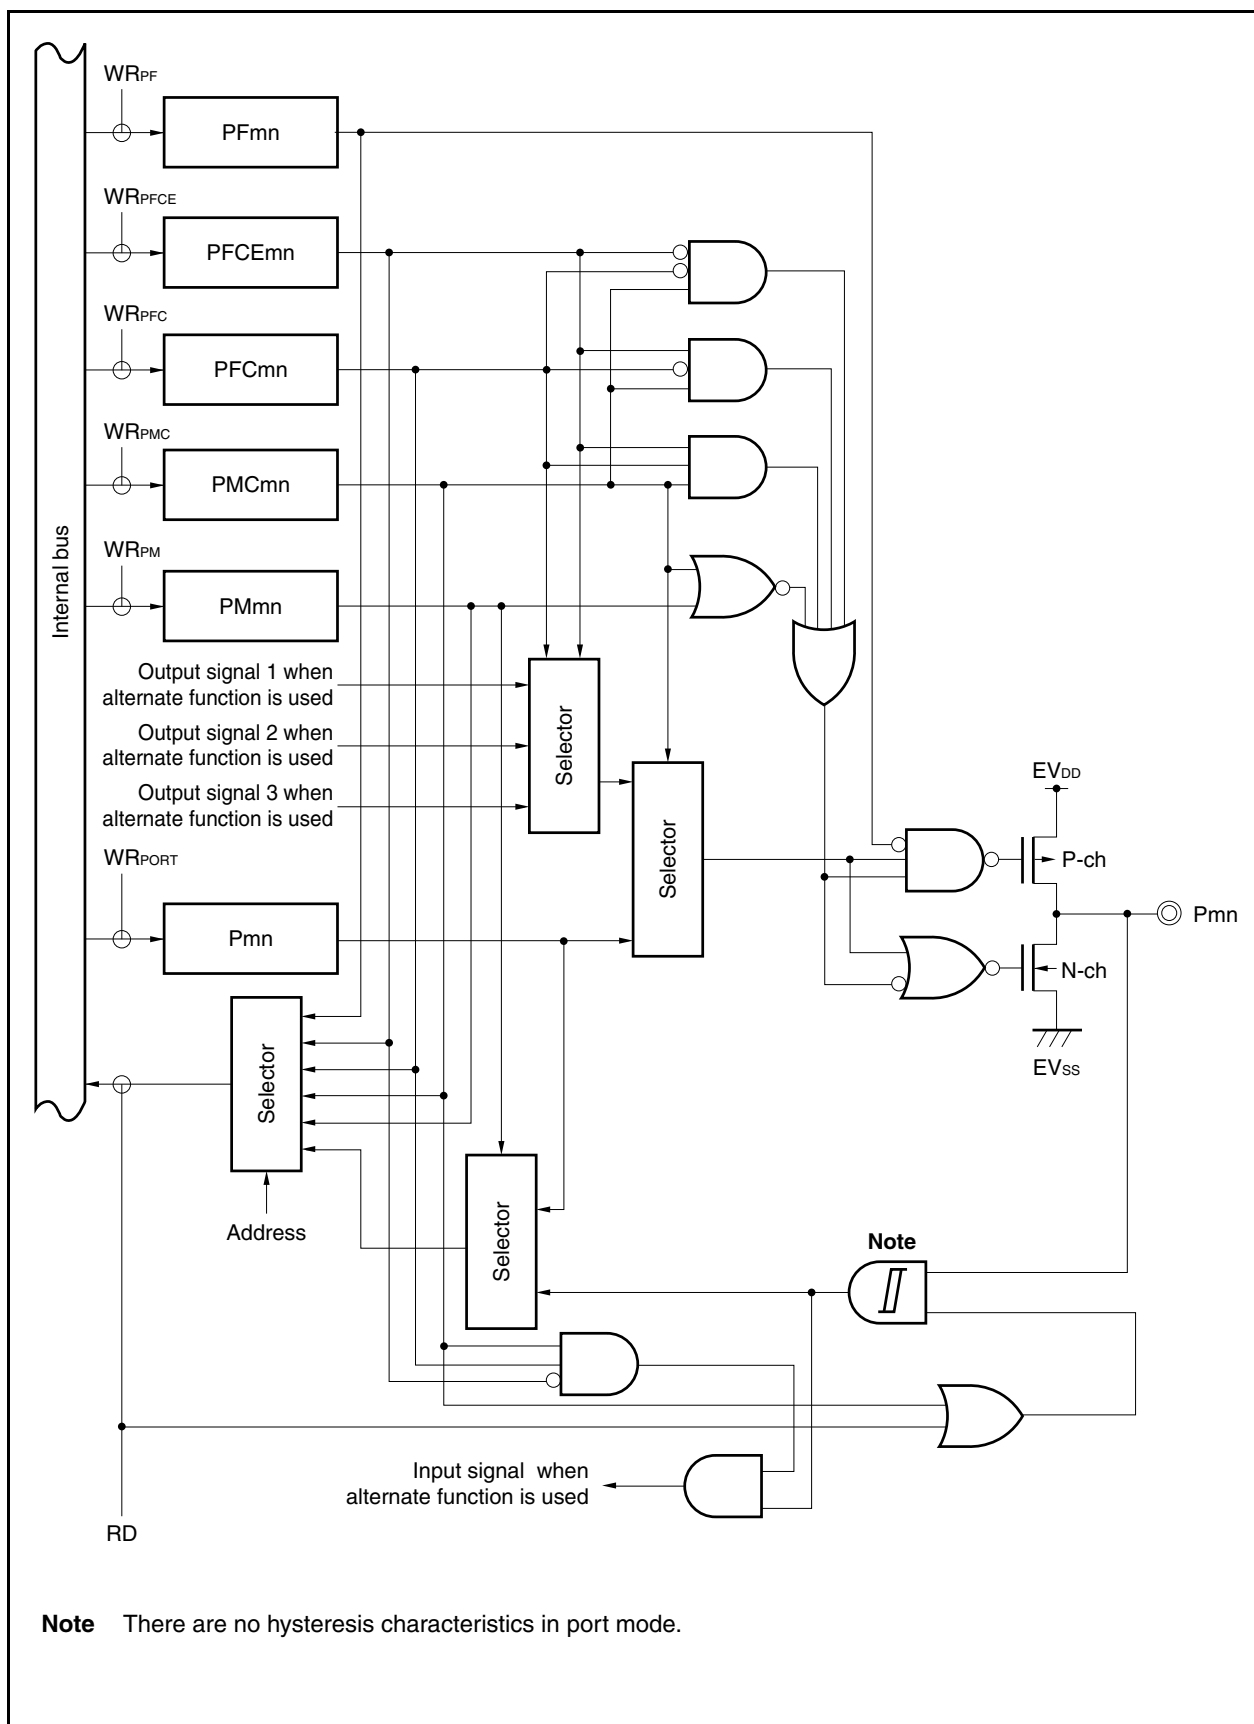 WRPF
PFmn
WRPFCE
PFCEmn
WRPFC
PFCmn
WRPMC
PMCmn
Internal bus
WRPM
PMmn
Output signal 1 when
alternate function is used
Output signal 2 when
alternate function is used
Output signal 3 when
alternate function is used
Selector
Selector
EVDD
P-ch
WRPORT
Pmn
Pmn
N-ch
EVSS
Selector
Address
Selector
Note
Input signal when
alternate function is used
RD
Note There are no hysteresis characteristics in port mode.